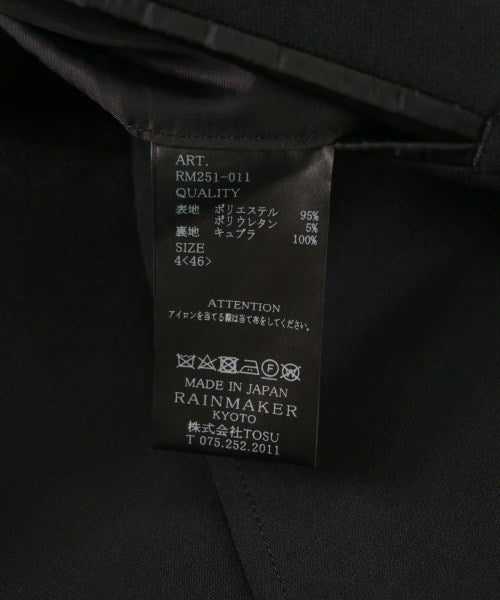 ART.
RM251-011
QUALITY
表地 ポリエステル 95%
ポリウレタン 5%
裏地 キュプラ 100%
SIZE
4<46>
ATTENTION
アイロンを当てる際は当て布をしてください。
MADE IN JAPAN
RAINMAKER
KYOTO
株式会社TOSU
T 075.252.2011